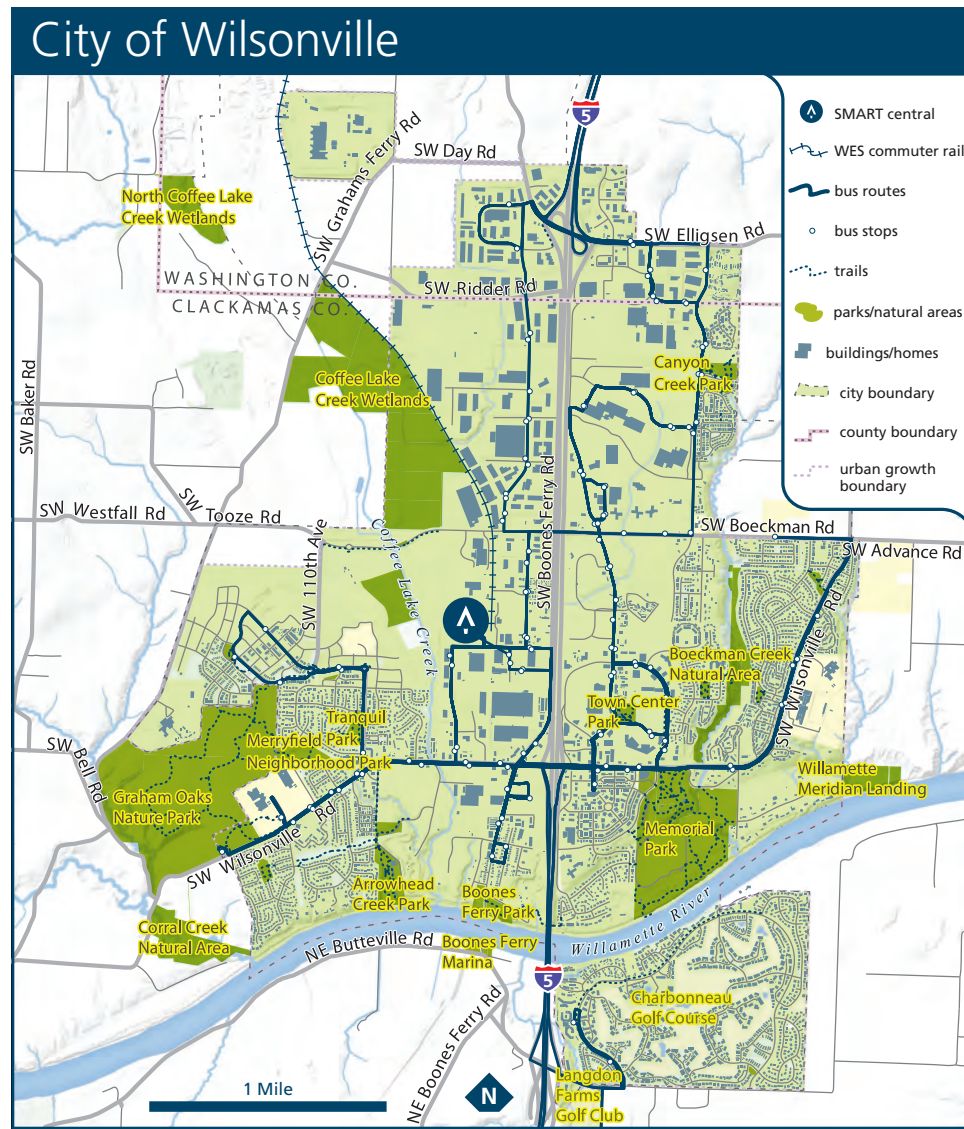 City of Wilsonville
5
SMART central
WES commuter rail
bus routes
bus stops
trails
parks/natural areas
buildings/homes
city boundary
county boundary
urban growth
boundary
SW Day Rd
SW Grahams Ferry Rd
North Coffee Lake
Creek Wetlands
SW Elligsen Rd
WASHINGTON CO.
CLACKAMAS CO.
SW Ridder Rd
SW Baker Rd
Coffee Lake
Creek Wetlands
Canyon
Creek Park
SW Boones Ferry Rd
SW Westfall Rd
SW Tooze Rd
SW 110th Ave
Coffee Lake Creek
SW Boeckman Rd
SW Advance Rd
Boeckman Creek
Natural Area
SW Wilsonville Rd
Town Center
Park
Tranquil
Merryfield Park
Neighborhood Park
SW Bell Rd
Graham Oaks
Nature Park
SW Wilsonville Rd
Willamette
Meridian Landing
Memorial
Park
Arrowhead
Creek Park
Boones
Ferry Park
Corral Creek
Natural Area
NE Butteville Rd
Boones Ferry
Marina
Willamette River
5
Charbonneau
Golf Course
NE Boones Ferry Rd
Langdon
Farms
Golf Club
1 Mile
N